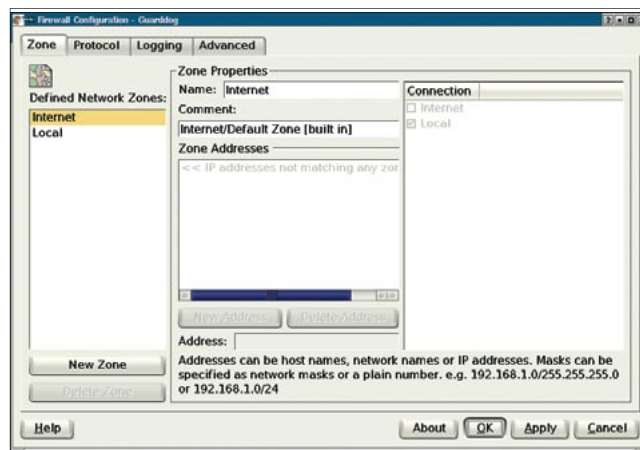 Firewall Configuration - Guarddog
Zone Protocol Logging Advanced
Defined Network Zones:
Internet
Local
New Zone
Delete Zone
Zone Properties
Name: Internet
Comment:
Internet/Default Zone [built in]
Zone Addresses
<< IP addresses not matching any zor
New Address Delete Address
Address:
Connection
Internet
Local
Addresses can be host names, network names or IP addresses. Masks can be
specified as network masks or a plain number. e.g. 192.168.1.0/255.255.255.0
or 192.168.1.0/24
Help About OK Apply Cancel